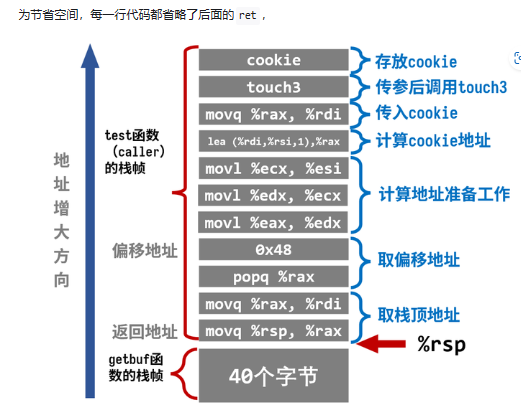 为节省空间，每一行代码都省略了后面的 ret ，
cookie
存放cookie
touch3
传参后调用touch3
movq %rax, %rdi
传入cookie
test函数
（caller）
的栈帧
lea (%rdi,%rsi,1),%rax
计算cookie地址
地址增大方向
movl %ecx, %esi
movl %edx, %ecx
计算地址准备工作
movl %eax, %edx
偏移地址
0x48
取偏移地址
popq %rax
movq %rax, %rdi
取栈顶地址
返回地址
movq %rsp, %rax
%rsp
getbuf函
数的栈帧
40个字节